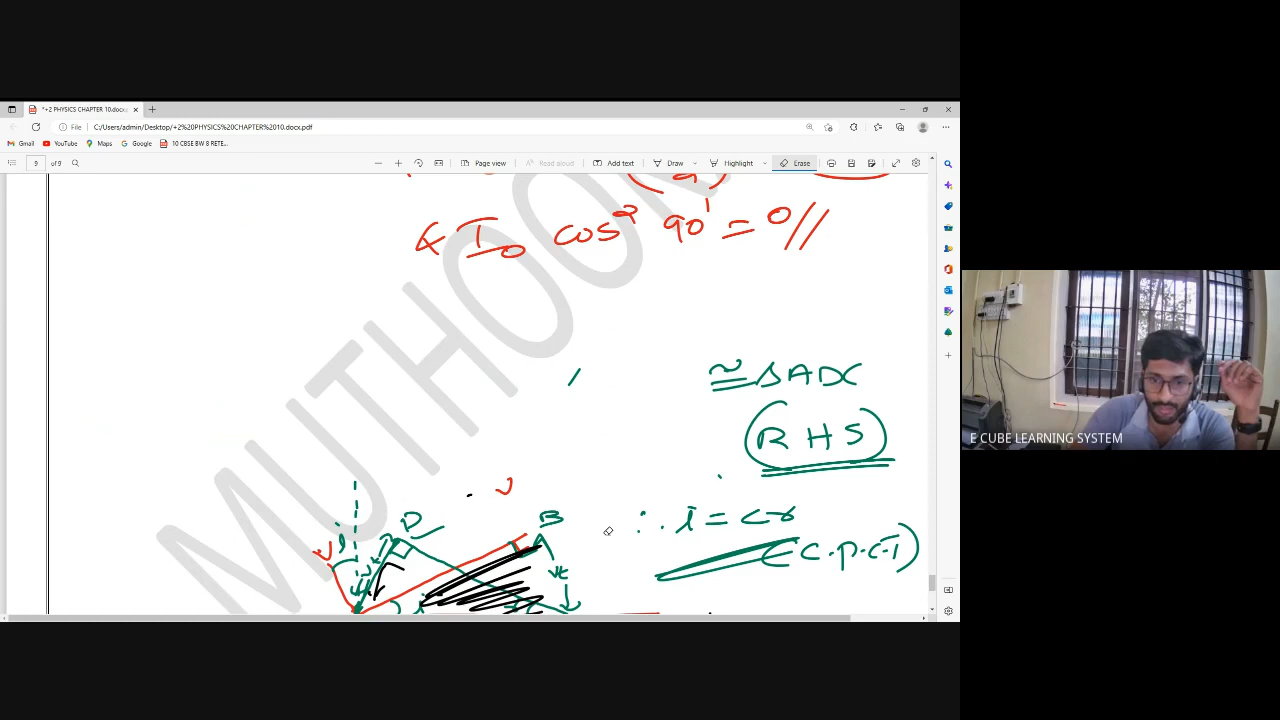 *+2 PHYSICS CHAPTER 10.docx
File C:/Users/admin/Desktop/+2%20PHYSICS%20CHAPTER%2010.docx.pdf
Gmail YouTube Maps Google 10 CBSE BW 8 RETE...
9 of 9 Page view Read aloud Add text Draw Highlight Erase
I₀ cos² 90° = 0//
≅ ΔADC
RHS
∴ i = <r
(C.P.C.T)
D
B
i
vt
MUTHOO
E CUBE LEARNING SYSTEM